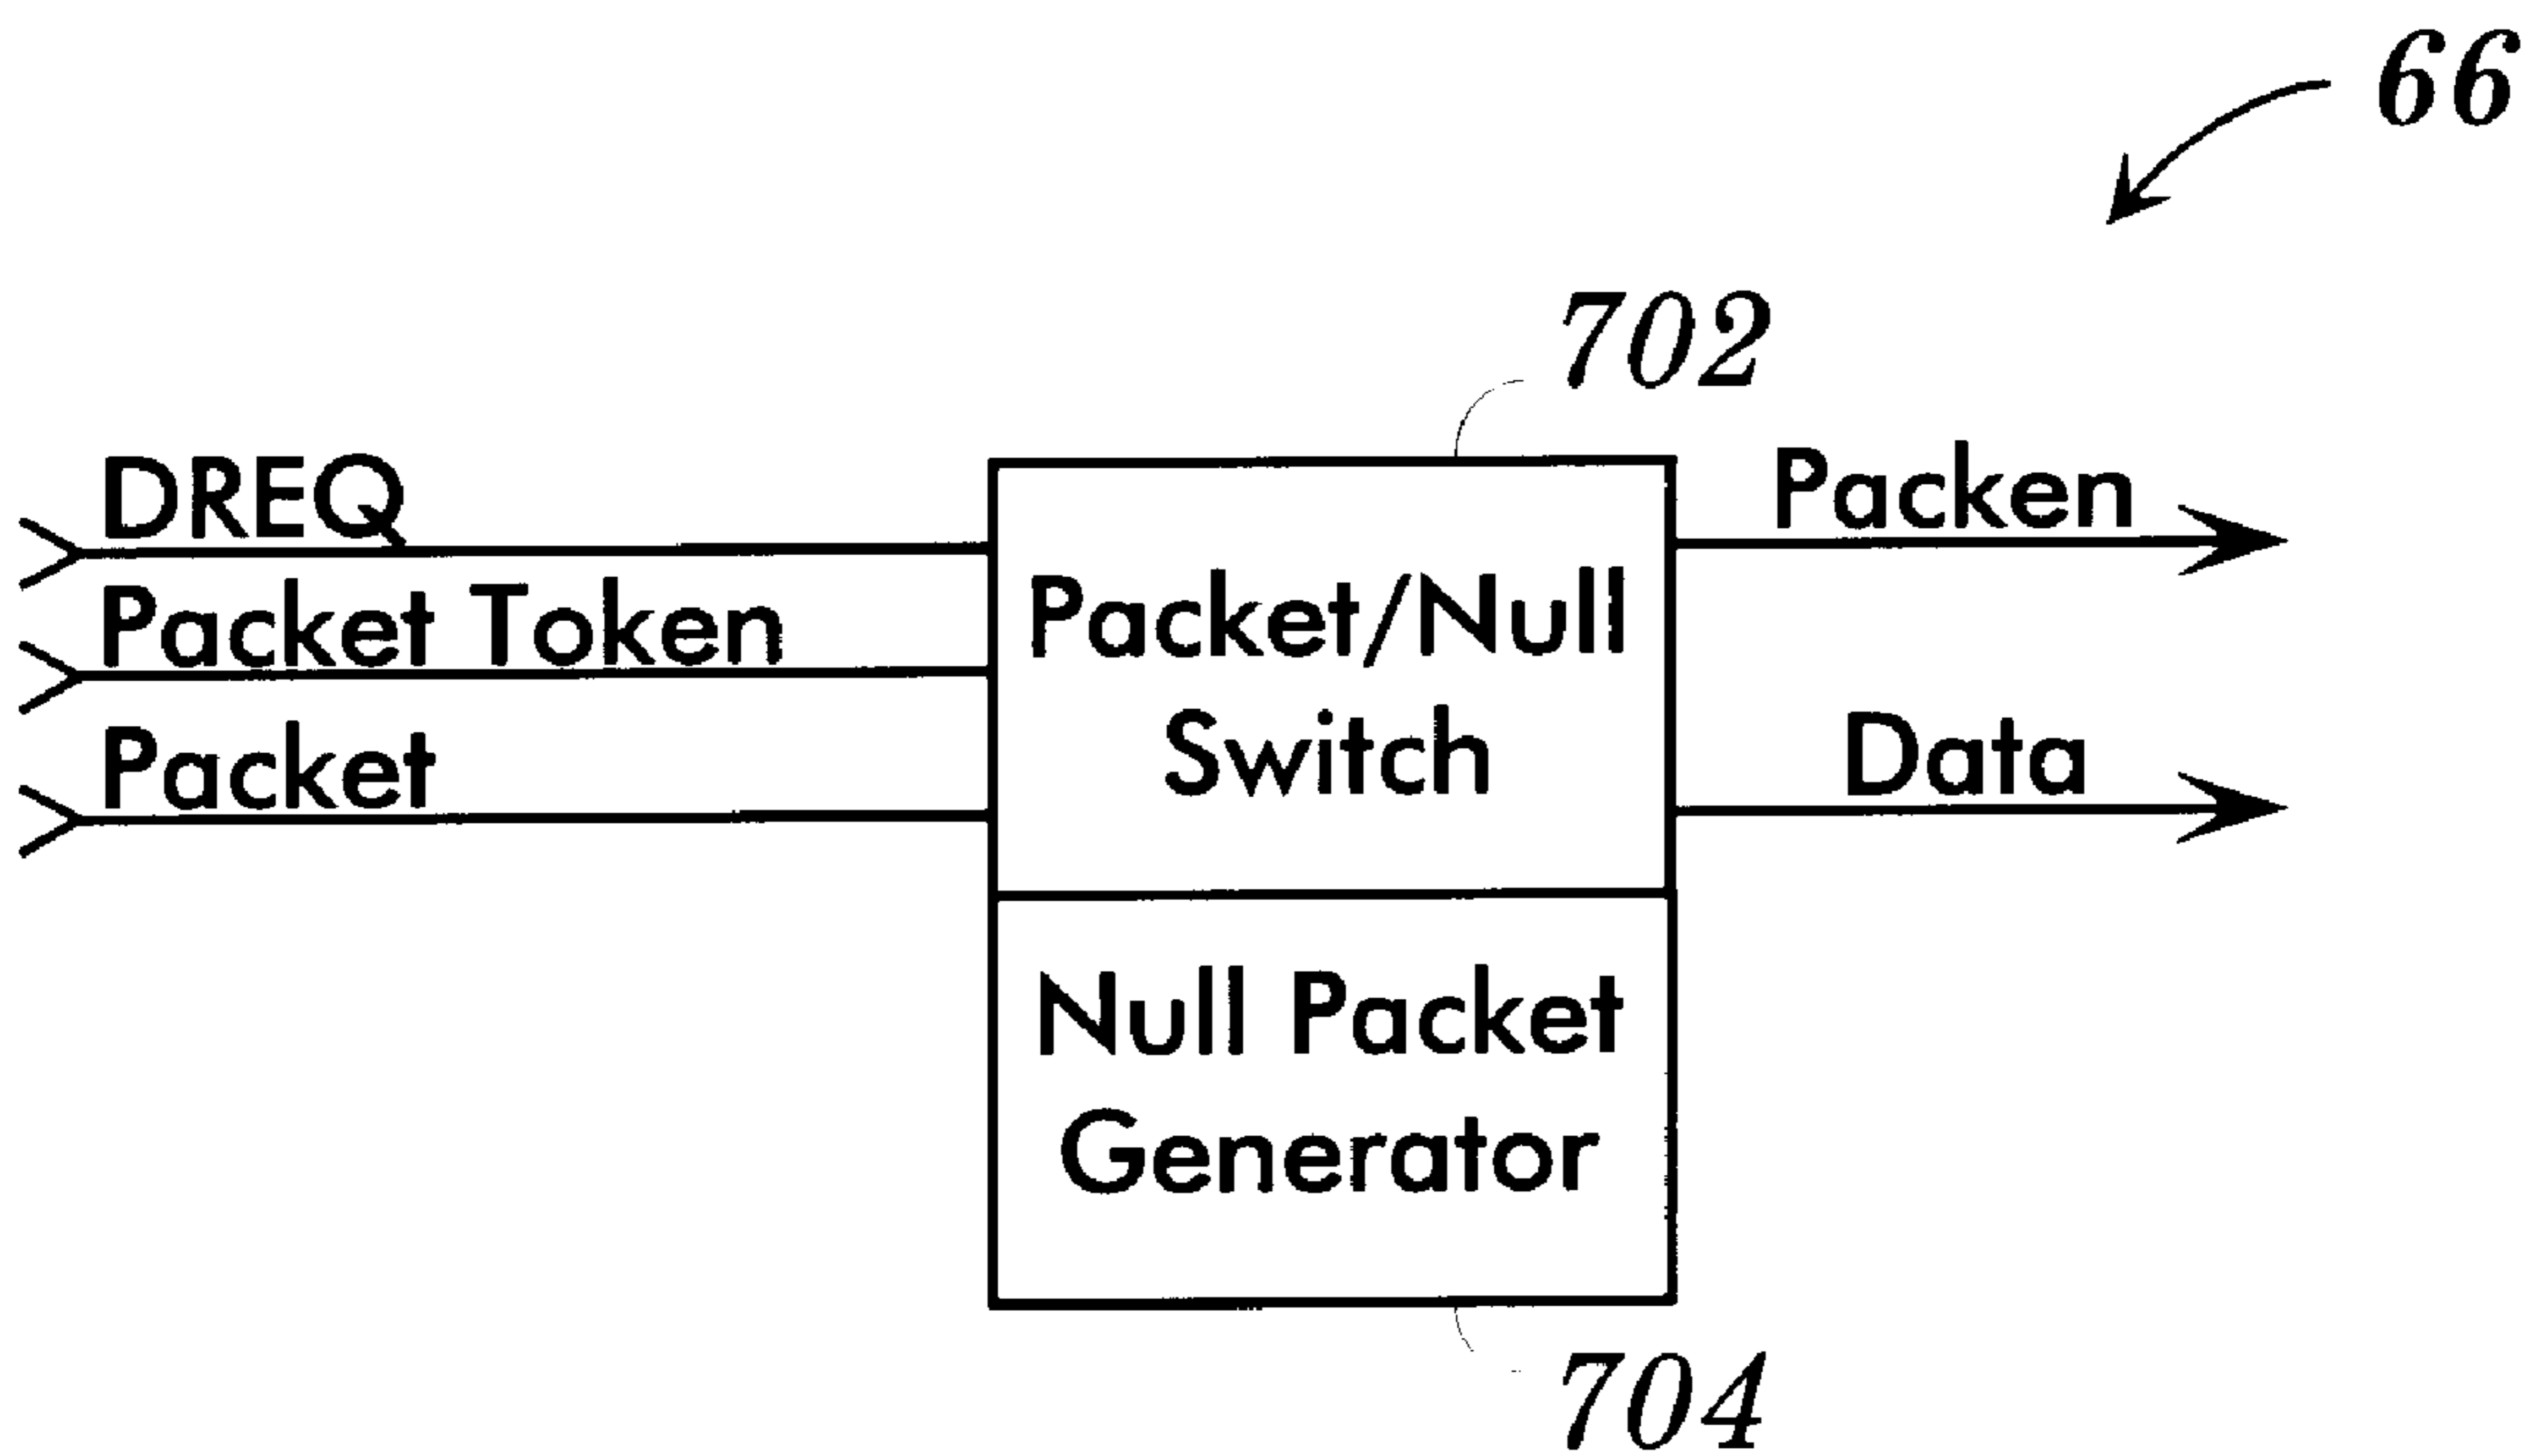 66
702
DREQ
Packet Token
Packet
Packet/Null
Switch
Packen
Data
Null Packet
Generator
704